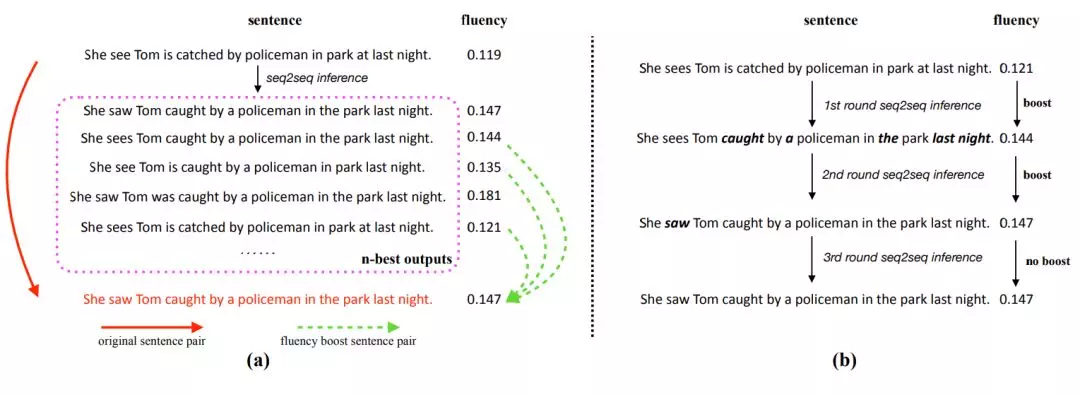 sentence fluency
She see Tom is catched by policeman in park at last night. 0.119
seq2seq inference
She saw Tom caught by a policeman in the park last night. 0.147
She sees Tom caught by a policeman in the park last night. 0.144
She see Tom is caught by a policeman in park last night. 0.135
She saw Tom was caught by a policeman in the park last night. 0.181
She sees Tom is catched by policeman in park at last night. 0.121
......
n-best outputs
She saw Tom caught by a policeman in the park last night. 0.147
original sentence pair fluency boost sentence pair
(a)
sentence fluency
She sees Tom is catched by policeman in park at last night. 0.121
1st round seq2seq inference boost
She sees Tom caught by a policeman in the park last night. 0.144
2nd round seq2seq inference boost
She saw Tom caught by a policeman in the park last night. 0.147
3rd round seq2seq inference no boost
She saw Tom caught by a policeman in the park last night. 0.147
(b)